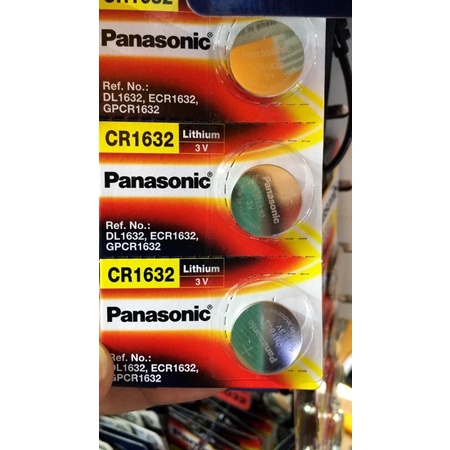 CR1632
Panasonic
Ref. No.:
DL1632, ECR1632,
GPCR1632
CR1632 Lithium
3 V
Panasonic
Ref. No.:
DL1632, ECR1632,
GPCR1632
CR1632 Lithium
3 V
Panasonic
Ref. No.:
DL1632, ECR1632,
GPCR1632